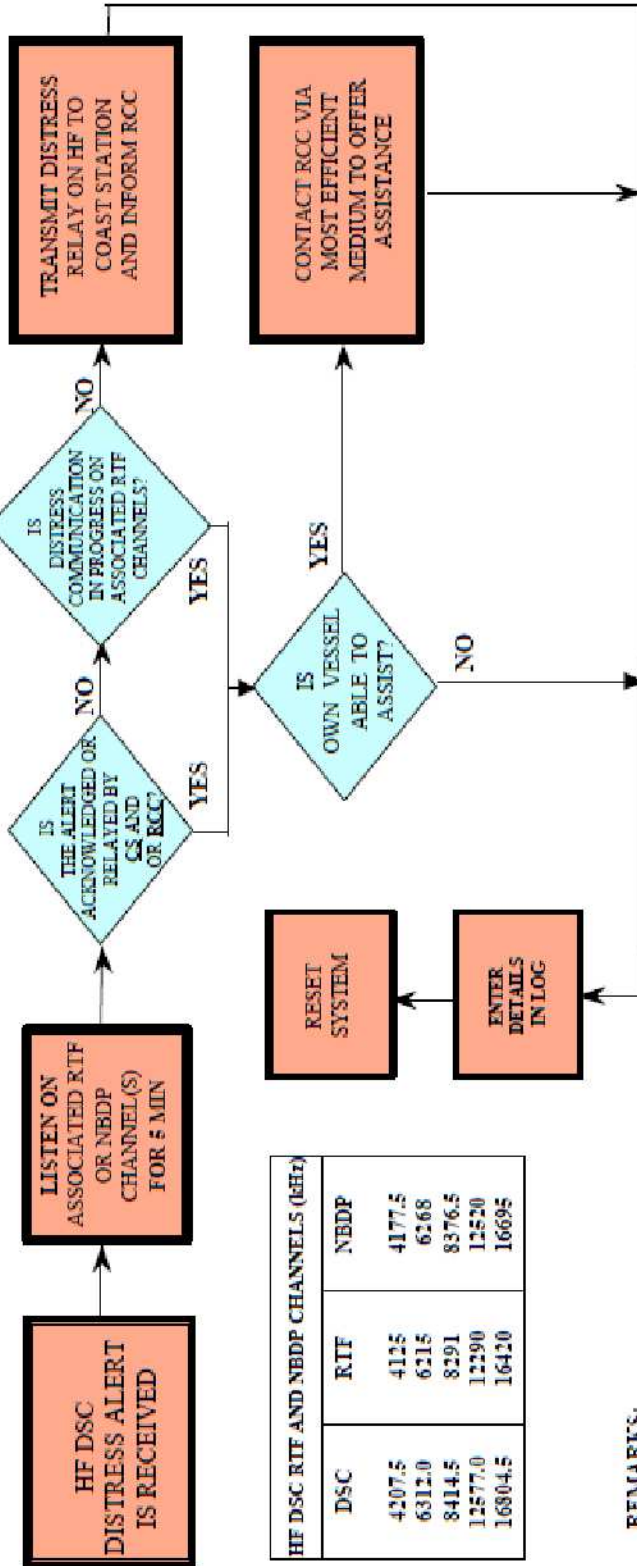 HF DSC
DISTRESS ALERT
IS RECEIVED
LISTEN ON
ASSOCIATED RTF
OR NBDP
CHANNEL(S)
FOR 5 MIN
IS
THE ALERT
ACKNOWLEDGED OR
RELAYED BY
CS AND
OR RCC?
NO
YES
IS
DISTRESS
COMMUNICATION
IN PROGRESS ON
ASSOCIATED RTF
CHANNELS?
NO
YES
TRANSMIT DISTRESS
RELAY ON HF TO
COAST STATION
AND INFORM RCC
HF DSC RTF AND NBDP CHANNELS (kHz)
DSC RTF NBDP
4207.5 4125 4177.5
6312.0 6215 6268
8414.5 8291 8376.5
12577.0 12290 12520
16804.5 16420 16695
RESET
SYSTEM
ENTER
DETAILS
IN LOG
IS
OWN VESSEL
ABLE TO
ASSIST?
YES
NO
CONTACT RCC VIA
MOST EFFICIENT
MEDIUM TO OFFER
ASSISTANCE
REMARKS: